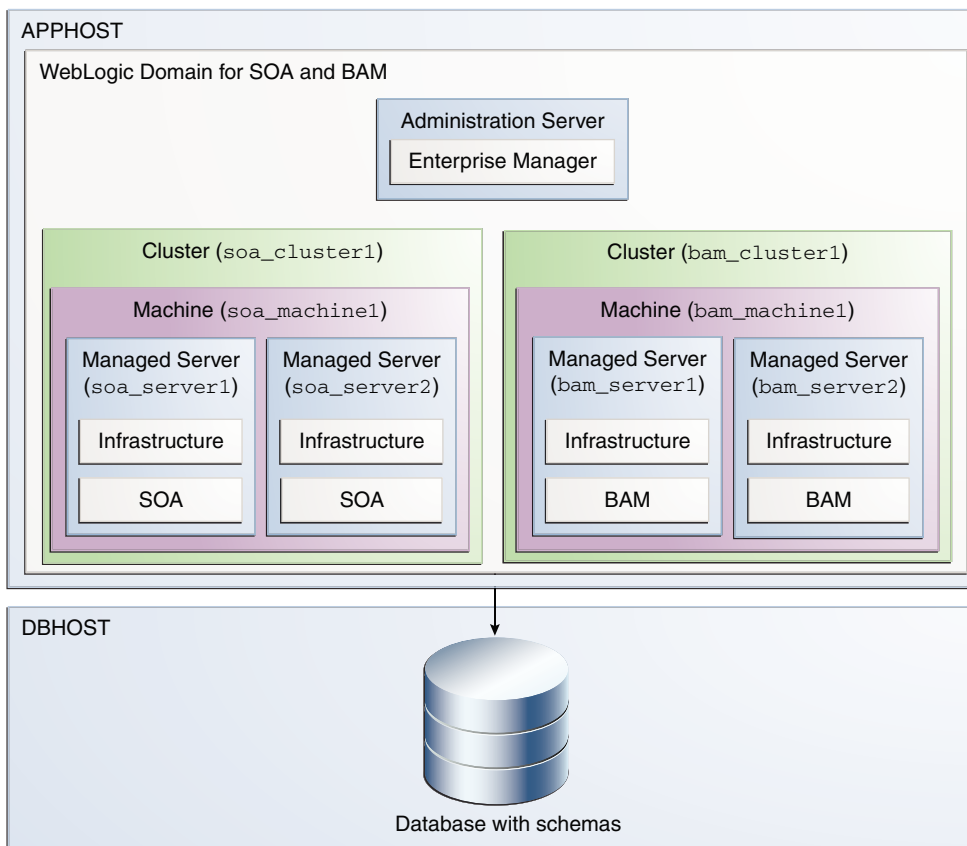 APPHOST
WebLogic Domain for SOA and BAM
Administration Server
Enterprise Manager
Cluster (soa_cluster1)
Machine (soa_machine1)
Managed Server
(soa_server1)
Infrastructure
SOA
Managed Server
(soa_server2)
Infrastructure
SOA
Cluster (bam_cluster1)
Machine (bam_machine1)
Managed Server
(bam_server1)
Infrastructure
BAM
Managed Server
(bam_server2)
Infrastructure
BAM
DBHOST
Database with schemas